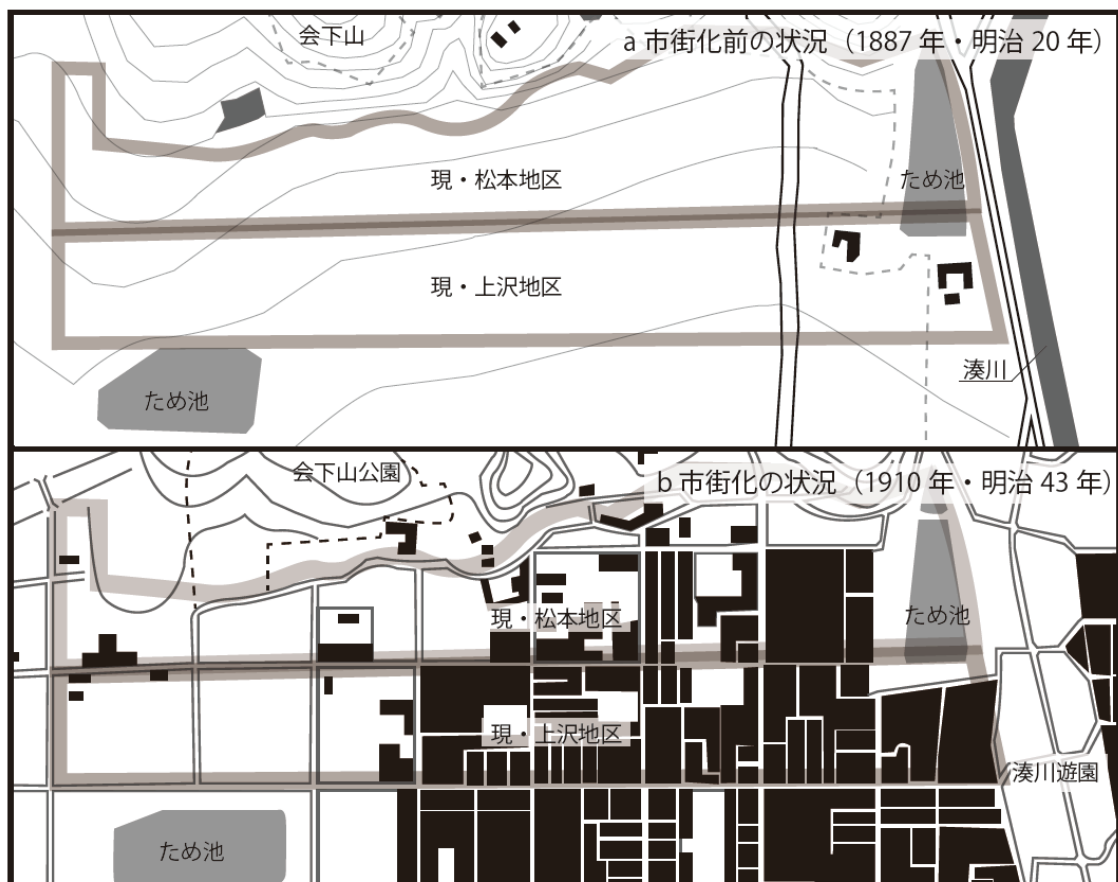 会下山
a 市街化前の状況（1887 年・明治 20 年）
現・松本地区
ため池
現・上沢地区
湊川
ため池
会下山公園
b 市街化の状況（1910 年・明治 43 年）
現・松本地区
ため池
現・上沢地区
湊川遊園
ため池